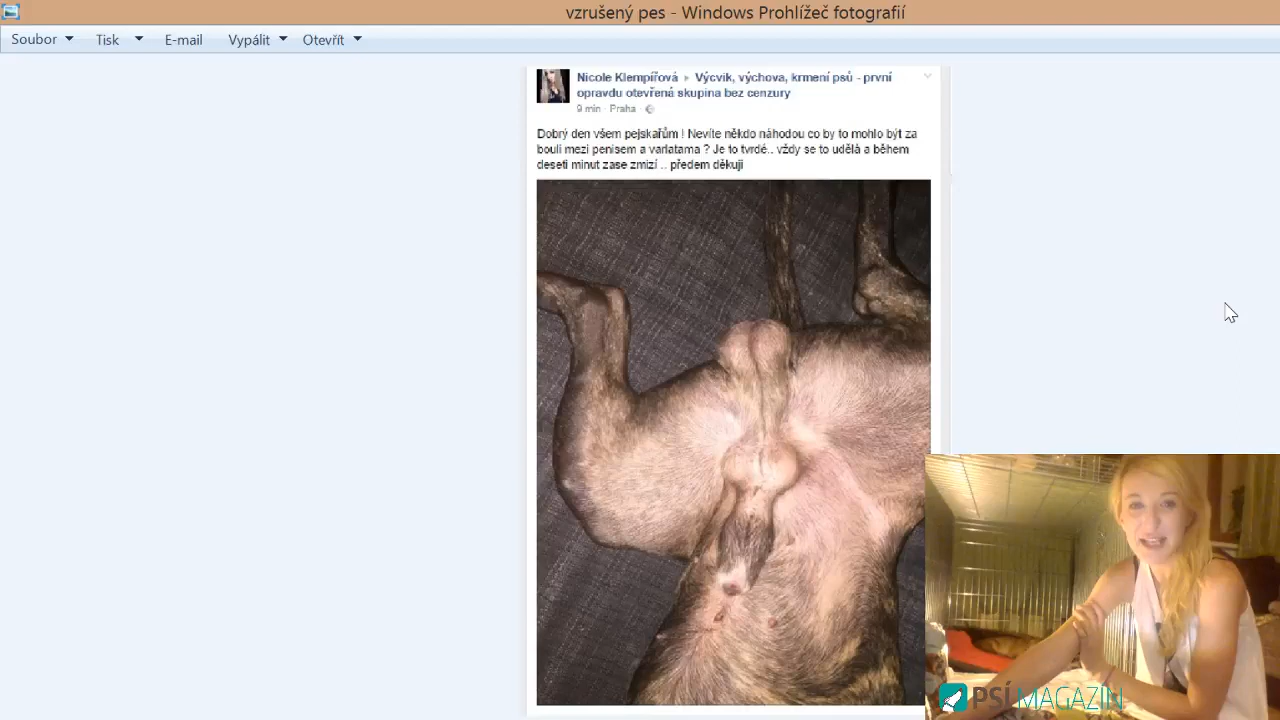 vzrušený pes - Windows Prohlížeč fotografií
Soubor Tisk E-mail Vypálit Otevřít
Nicole Klempířová ▸ Výcvik, výchova, krmení psů - první
opravdu otevřená skupina bez cenzury
9 min · Praha ·
Dobrý den všem pejskařům ! Nevíte někdo náhodou co by to mohlo být za
bouli mezi penisem a varlatama ? Je to tvrdé.. vždy se to udělá a během
deseti minut zase zmizí .. předem děkuji
PSÍ MAGAZÍN